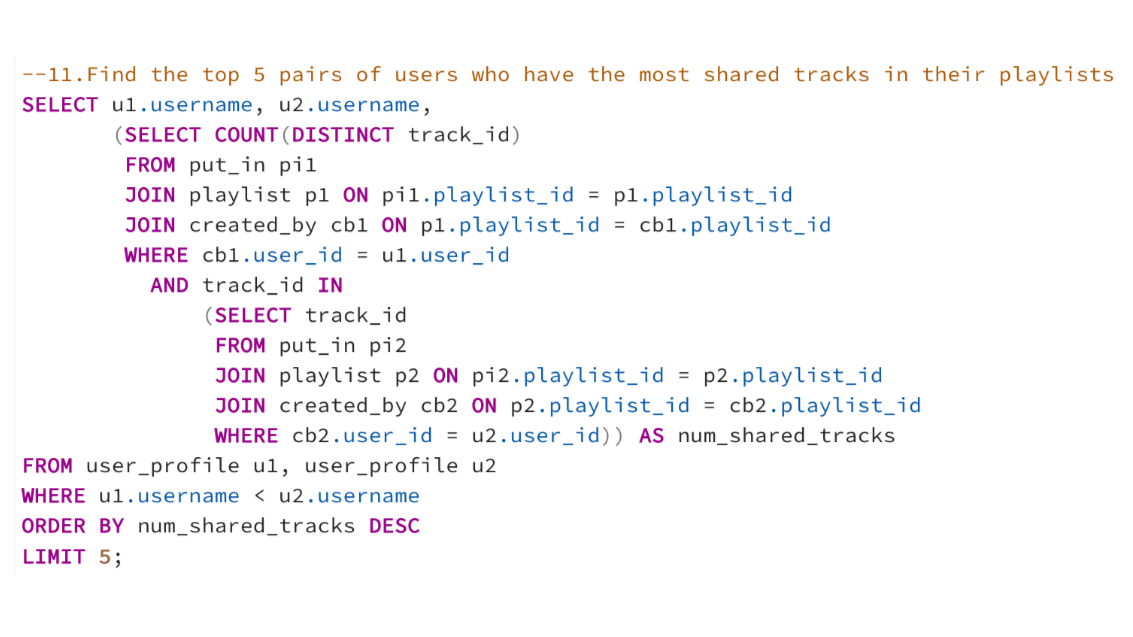 --11.Find the top 5 pairs of users who have the most shared tracks in their playlists
SELECT u1.username, u2.username,
(SELECT COUNT(DISTINCT track_id)
FROM put_in pi1
JOIN playlist p1 ON pi1.playlist_id = p1.playlist_id
JOIN created_by cb1 ON p1.playlist_id = cb1.playlist_id
WHERE cb1.user_id = u1.user_id
AND track_id IN
(SELECT track_id
FROM put_in pi2
JOIN playlist p2 ON pi2.playlist_id = p2.playlist_id
JOIN created_by cb2 ON p2.playlist_id = cb2.playlist_id
WHERE cb2.user_id = u2.user_id)) AS num_shared_tracks
FROM user_profile u1, user_profile u2
WHERE u1.username < u2.username
ORDER BY num_shared_tracks DESC
LIMIT 5;